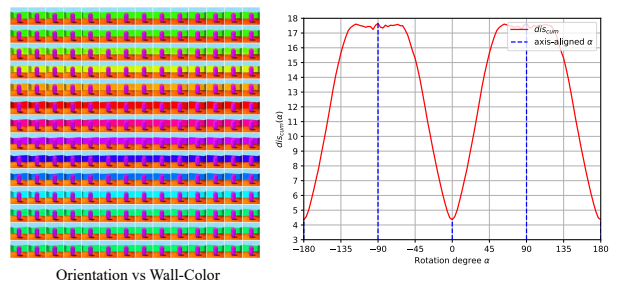 Orientation vs Wall-Color
18
17
16
15
14
13
12
11
10
9
8
7
6
5
4
3
dis_cum(α)
dis_cum
axis-aligned α
-180 -135 -90 -45 0 45 90 135 180
Rotation degree α